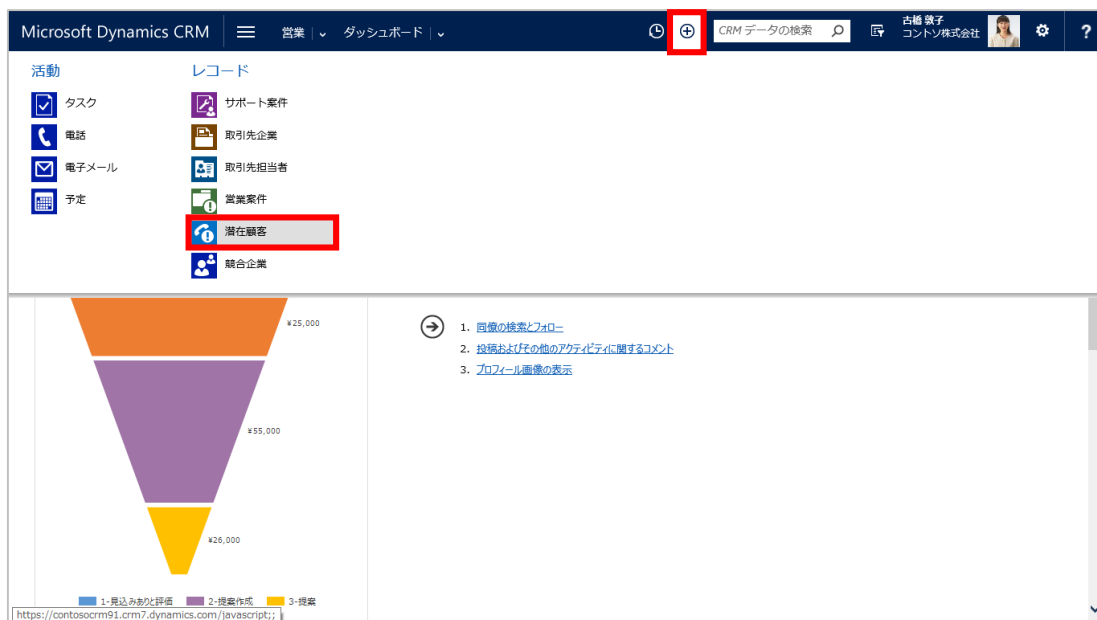 Microsoft Dynamics CRM 営業 ダッシュボード CRM データの検索 古橋 敦子
コントソ株式会社 ?
活動 レコード
タスク サポート案件
電話 取引先企業
電子メール 取引先担当者
予定 営業案件
潜在顧客
競合企業
¥25,000
1. 同僚の検索とフォロー
2. 投稿およびその他のアクティビティに関するコメント
3. プロフィール画像の表示
¥55,000
¥26,000
1-見込みありと評価 2-提案作成 3-提案
https://contosocrm91.crm7.dynamics.com/javascript:;